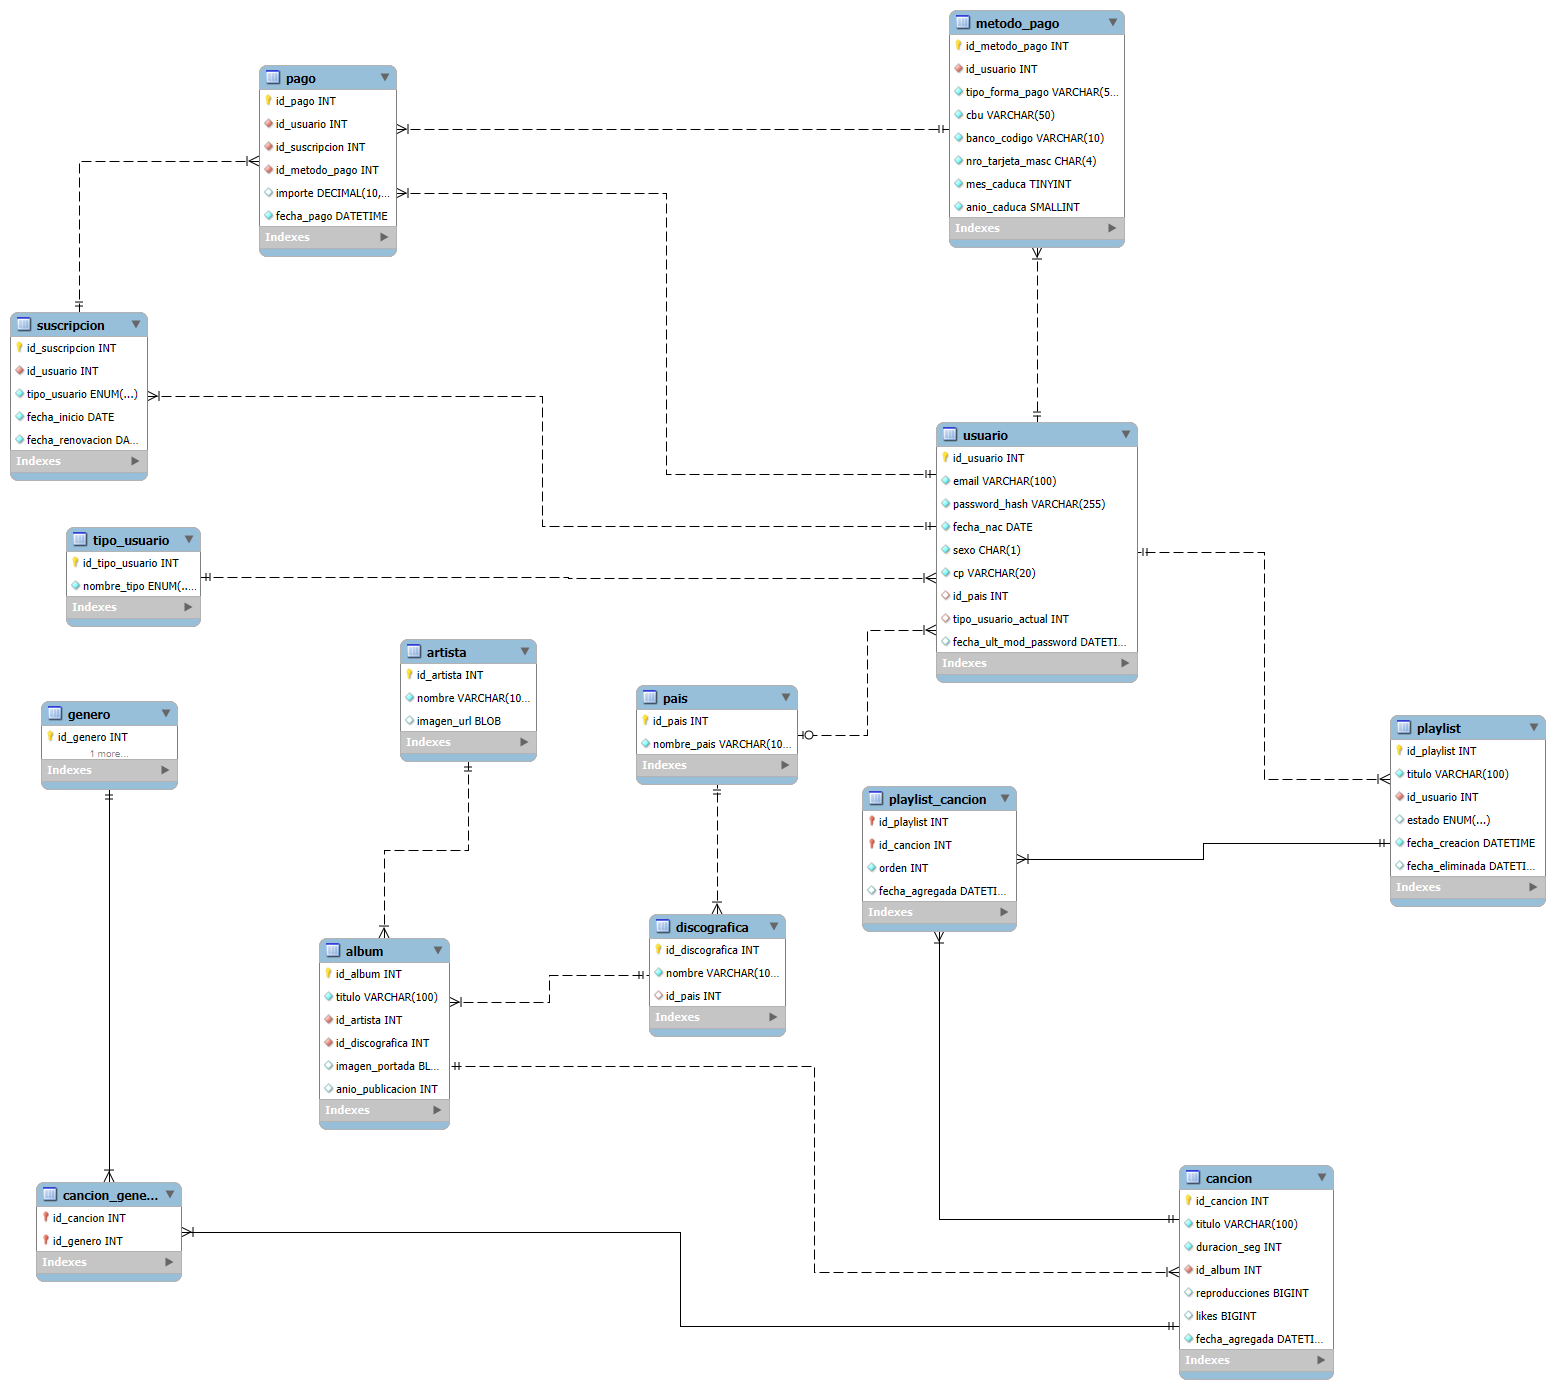 metodo_pago
id_metodo_pago INT
id_usuario INT
tipo_forma_pago VARCHAR(5...
cbu VARCHAR(50)
banco_codigo VARCHAR(10)
nro_tarjeta_masc CHAR(4)
mes_caduca TINYINT
anio_caduca SMALLINT
Indexes
pago
id_pago INT
id_usuario INT
id_suscripcion INT
id_metodo_pago INT
importe DECIMAL(10,...
fecha_pago DATETIME
Indexes
suscripcion
id_suscripcion INT
id_usuario INT
tipo_usuario ENUM(...)
fecha_inicio DATE
fecha_renovacion DA...
Indexes
usuario
id_usuario INT
email VARCHAR(100)
password_hash VARCHAR(255)
fecha_nac DATE
sexo CHAR(1)
cp VARCHAR(20)
id_pais INT
tipo_usuario_actual INT
fecha_ult_mod_password DATETI...
Indexes
tipo_usuario
id_tipo_usuario INT
nombre_tipo ENUM(.....
Indexes
artista
id_artista INT
nombre VARCHAR(10...
imagen_url BLOB
Indexes
pais
id_pais INT
nombre_pais VARCHAR(10...
Indexes
genero
id_genero INT
1 more...
Indexes
playlist
id_playlist INT
titulo VARCHAR(100)
id_usuario INT
estado ENUM(...)
fecha_creacion DATETIME
fecha_eliminada DATETI...
Indexes
playlist_cancion
id_playlist INT
id_cancion INT
orden INT
fecha_agregada DATETI...
Indexes
discografica
id_discografica INT
nombre VARCHAR(10...
id_pais INT
Indexes
album
id_album INT
titulo VARCHAR(100)
id_artista INT
id_discografica INT
imagen_portada BL...
anio_publicacion INT
Indexes
cancion_gene...
id_cancion INT
id_genero INT
Indexes
cancion
id_cancion INT
titulo VARCHAR(100)
duracion_seg INT
id_album INT
reproducciones BIGINT
likes BIGINT
fecha_agregada DATETI...
Indexes